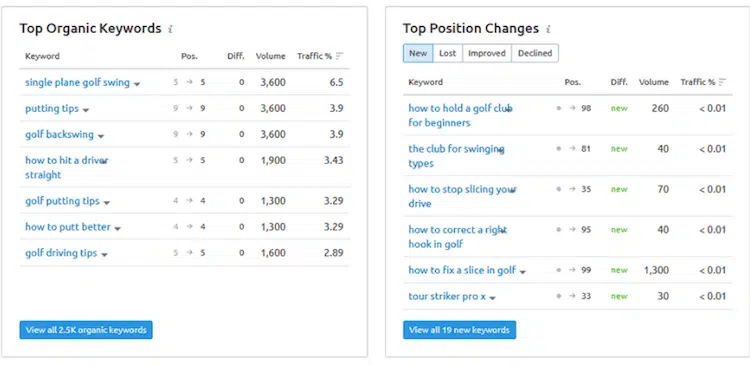 Top Organic Keywords i
Keyword Pos. Diff. Volume Traffic %
single plane golf swing 5 → 5 0 3,600 6.5
putting tips 9 → 9 0 3,600 3.9
golf backswing 9 → 9 0 3,600 3.9
how to hit a driver 5 → 5 0 1,900 3.43
straight
golf putting tips 4 → 4 0 1,300 3.29
how to putt better 4 → 4 0 1,300 3.29
golf driving tips 5 → 5 0 1,600 2.89
View all 2.5K organic keywords
Top Position Changes i
New Lost Improved Declined
Keyword Pos. Diff. Volume Traffic %
how to hold a golf club → 98 new 260 < 0.01
for beginners
the club for swinging → 81 new 40 < 0.01
types
how to stop slicing your → 35 new 70 < 0.01
drive
how to correct a right → 95 new 40 < 0.01
hook in golf
how to fix a slice in golf → 99 new 1,300 < 0.01
tour striker pro x → 33 new 30 < 0.01
View all 19 new keywords